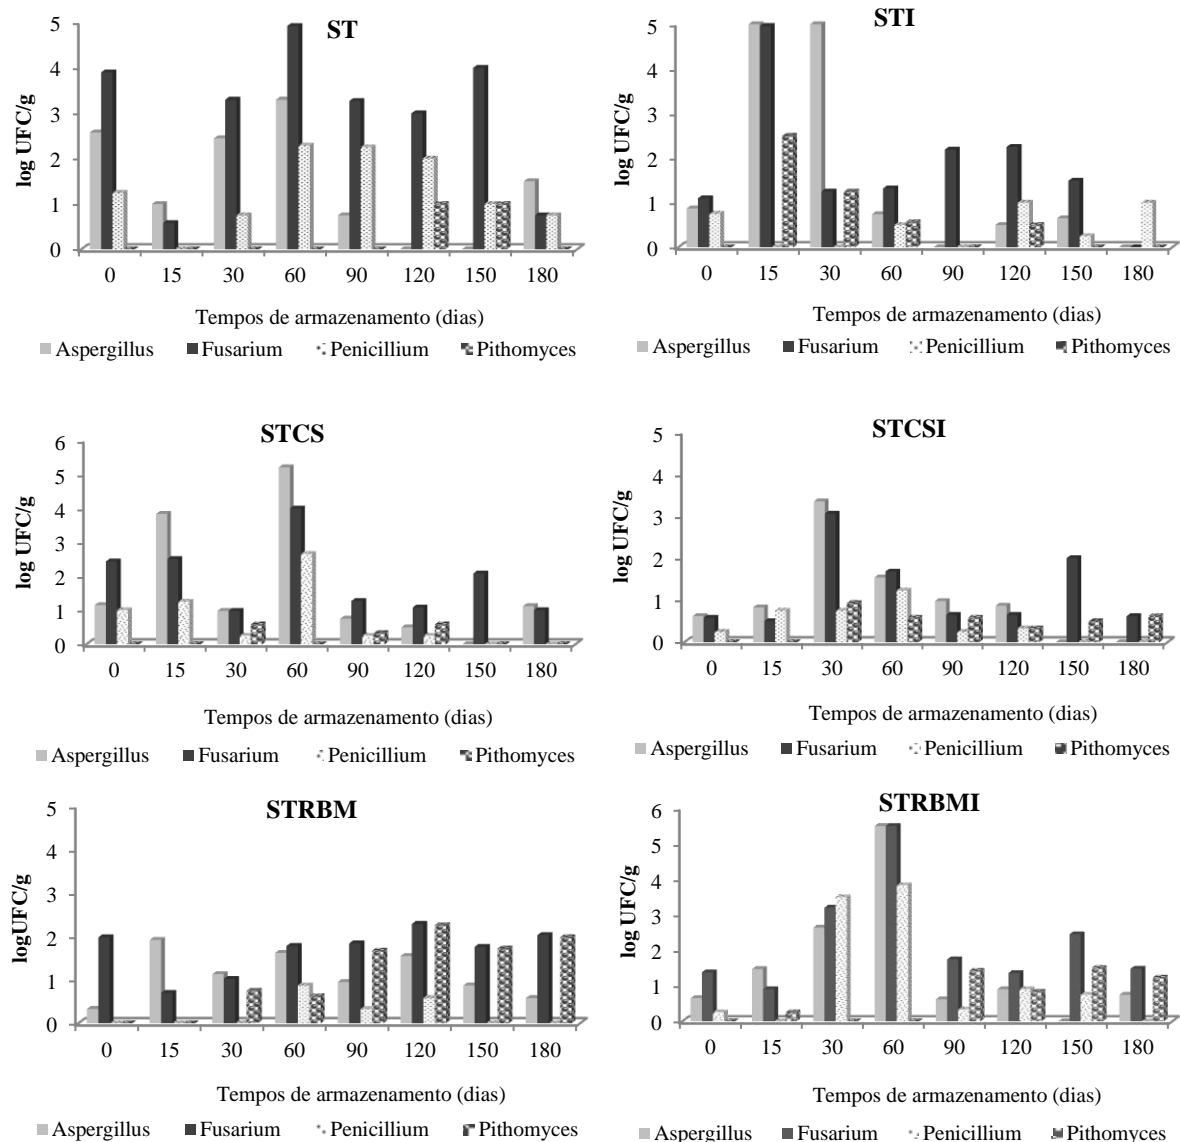 ST
log UFC/g
5
4
3
2
1
0
0 15 30 60 90 120 150 180
Tempos de armazenamento (dias)
Aspergillus Fusarium Penicillium Pithomyces
STI
log UFC/g
5
4
3
2
1
0
0 15 30 60 90 120 150 180
Tempos de armazenamento (dias)
Aspergillus Fusarium Penicillium Pithomyces
STCS
log UFC/g
6
5
4
3
2
1
0
0 15 30 60 90 120 150 180
Tempos de armazenamento (dias)
Aspergillus Fusarium Penicillium Pithomyces
STCSI
log UFC/g
5
4
3
2
1
0
0 15 30 60 90 120 150 180
Tempos de armazenamento (dias)
Aspergillus Fusarium Penicillium Pithomyces
STRBM
logUFC/g
5
4
3
2
1
0
0 15 30 60 90 120 150 180
Tempos de armazenamento (dias)
Aspergillus Fusarium Penicillium Pithomyces
STRBMI
log UFC/g
6
5
4
3
2
1
0
0 15 30 60 90 120 150 180
Tempos de armazenamento (dias)
Aspergillus Fusarium Penicillium Pithomyces